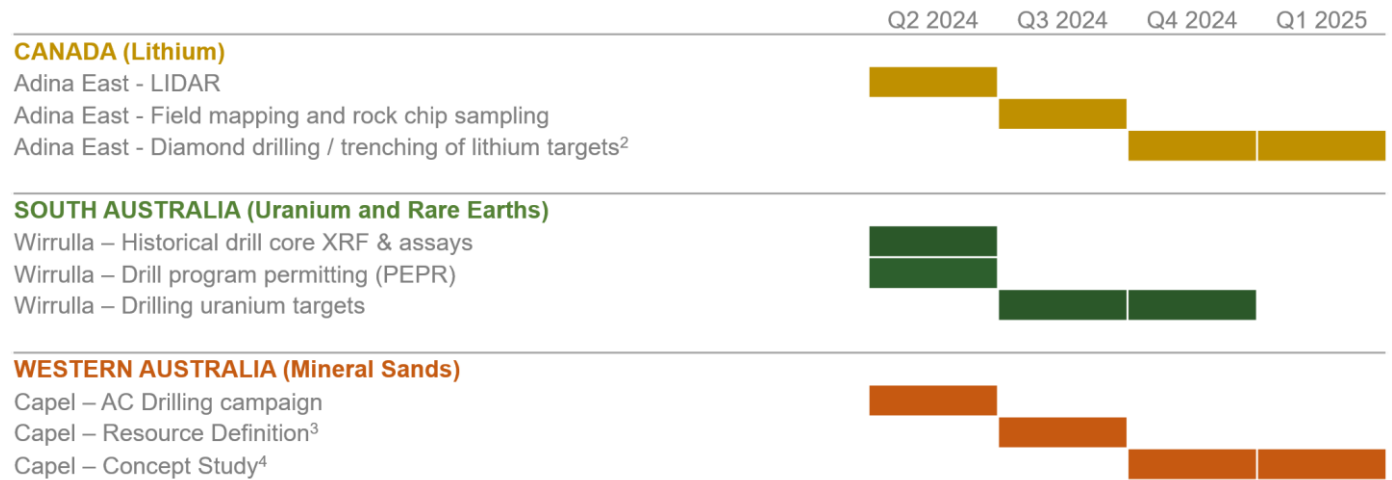 Q2 2024 Q3 2024 Q4 2024 Q1 2025
CANADA (Lithium)
Adina East - LIDAR
Adina East - Field mapping and rock chip sampling
Adina East - Diamond drilling / trenching of lithium targets²
SOUTH AUSTRALIA (Uranium and Rare Earths)
Wirrulla – Historical drill core XRF & assays
Wirrulla – Drill program permitting (PEPR)
Wirrulla – Drilling uranium targets
WESTERN AUSTRALIA (Mineral Sands)
Capel – AC Drilling campaign
Capel – Resource Definition³
Capel – Concept Study⁴